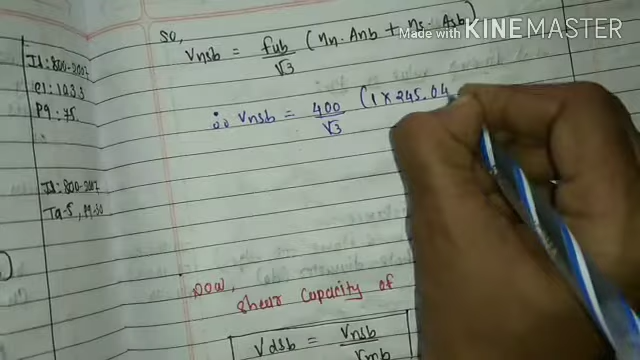 Made with KINEMASTER
so,
Vnsb = fub/√3 (nn. Anb + ns. Asb)
IS:800-2007
cl: 10.3.3
Pg: 75
∴ Vnsb = 400/√3 (1 × 245.04
IS:800-2007
Ta-5, P1-30
now,
shear capacity of
Vdsb = Vnsb/γmb